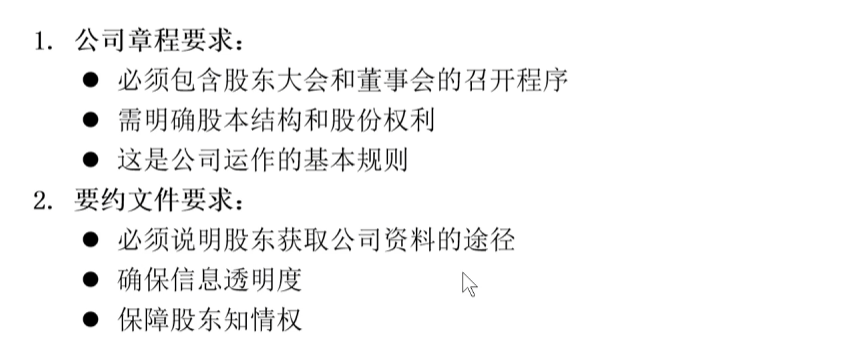 1. 公司章程要求：
● 必须包含股东大会和董事会的召开程序
● 需明确股本结构和股份权利
● 这是公司运作的基本规则
2. 要约文件要求：
● 必须说明股东获取公司资料的途径
● 确保信息透明度
● 保障股东知情权